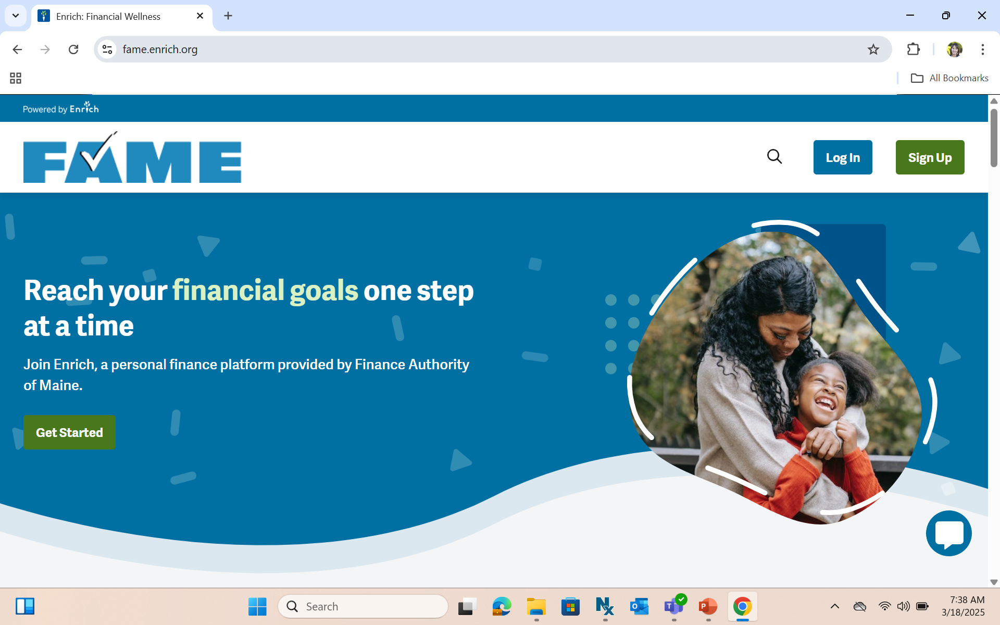 Enrich: Financial Wellness
fame.enrich.org
All Bookmarks
Powered by Enrich
FAME
Log In
Sign Up
Reach your financial goals one step
at a time
Join Enrich, a personal finance platform provided by Finance Authority
of Maine.
Get Started
Search
7:38 AM
3/18/2025